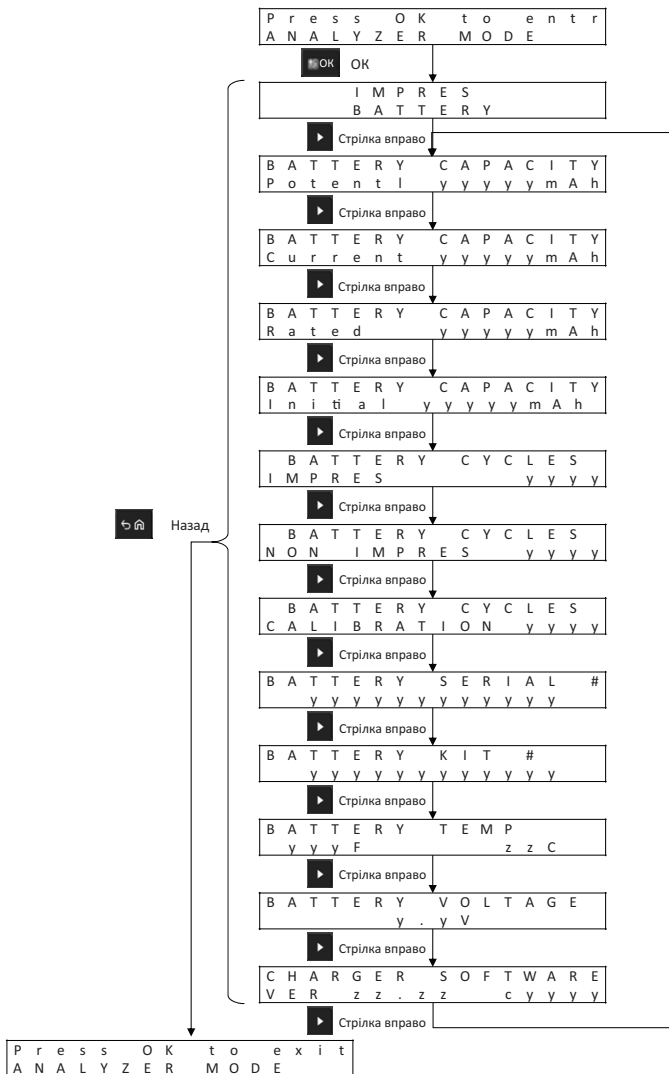 Press OK to entr
ANALYZER MODE
OK OK
IMPRES
BATTERY
Стрілка вправо
BATTERY CAPACITY
Potentl yyyyymAh
Стрілка вправо
BATTERY CAPACITY
Current yyyyymAh
Стрілка вправо
BATTERY CAPACITY
Rated yyyyymAh
Стрілка вправо
BATTERY CAPACITY
Initial yyyyymAh
Стрілка вправо
BATTERY CYCLES
IMPRES yyyy
Стрілка вправо
Назад
BATTERY CYCLES
NON IMPRES yyyy
Стрілка вправо
BATTERY CYCLES
CALIBRATION yyyy
Стрілка вправо
BATTERY SERIAL #
yyyyyyyyyyyy
Стрілка вправо
BATTERY KIT #
yyyyyyyyyyyy
Стрілка вправо
BATTERY TEMP
yyyF zzC
Стрілка вправо
BATTERY VOLTAGE
y.yV
Стрілка вправо
CHARGER SOFTWARE
VER zz.zz cyyyy
Стрілка вправо
Press OK to exit
ANALYZER MODE